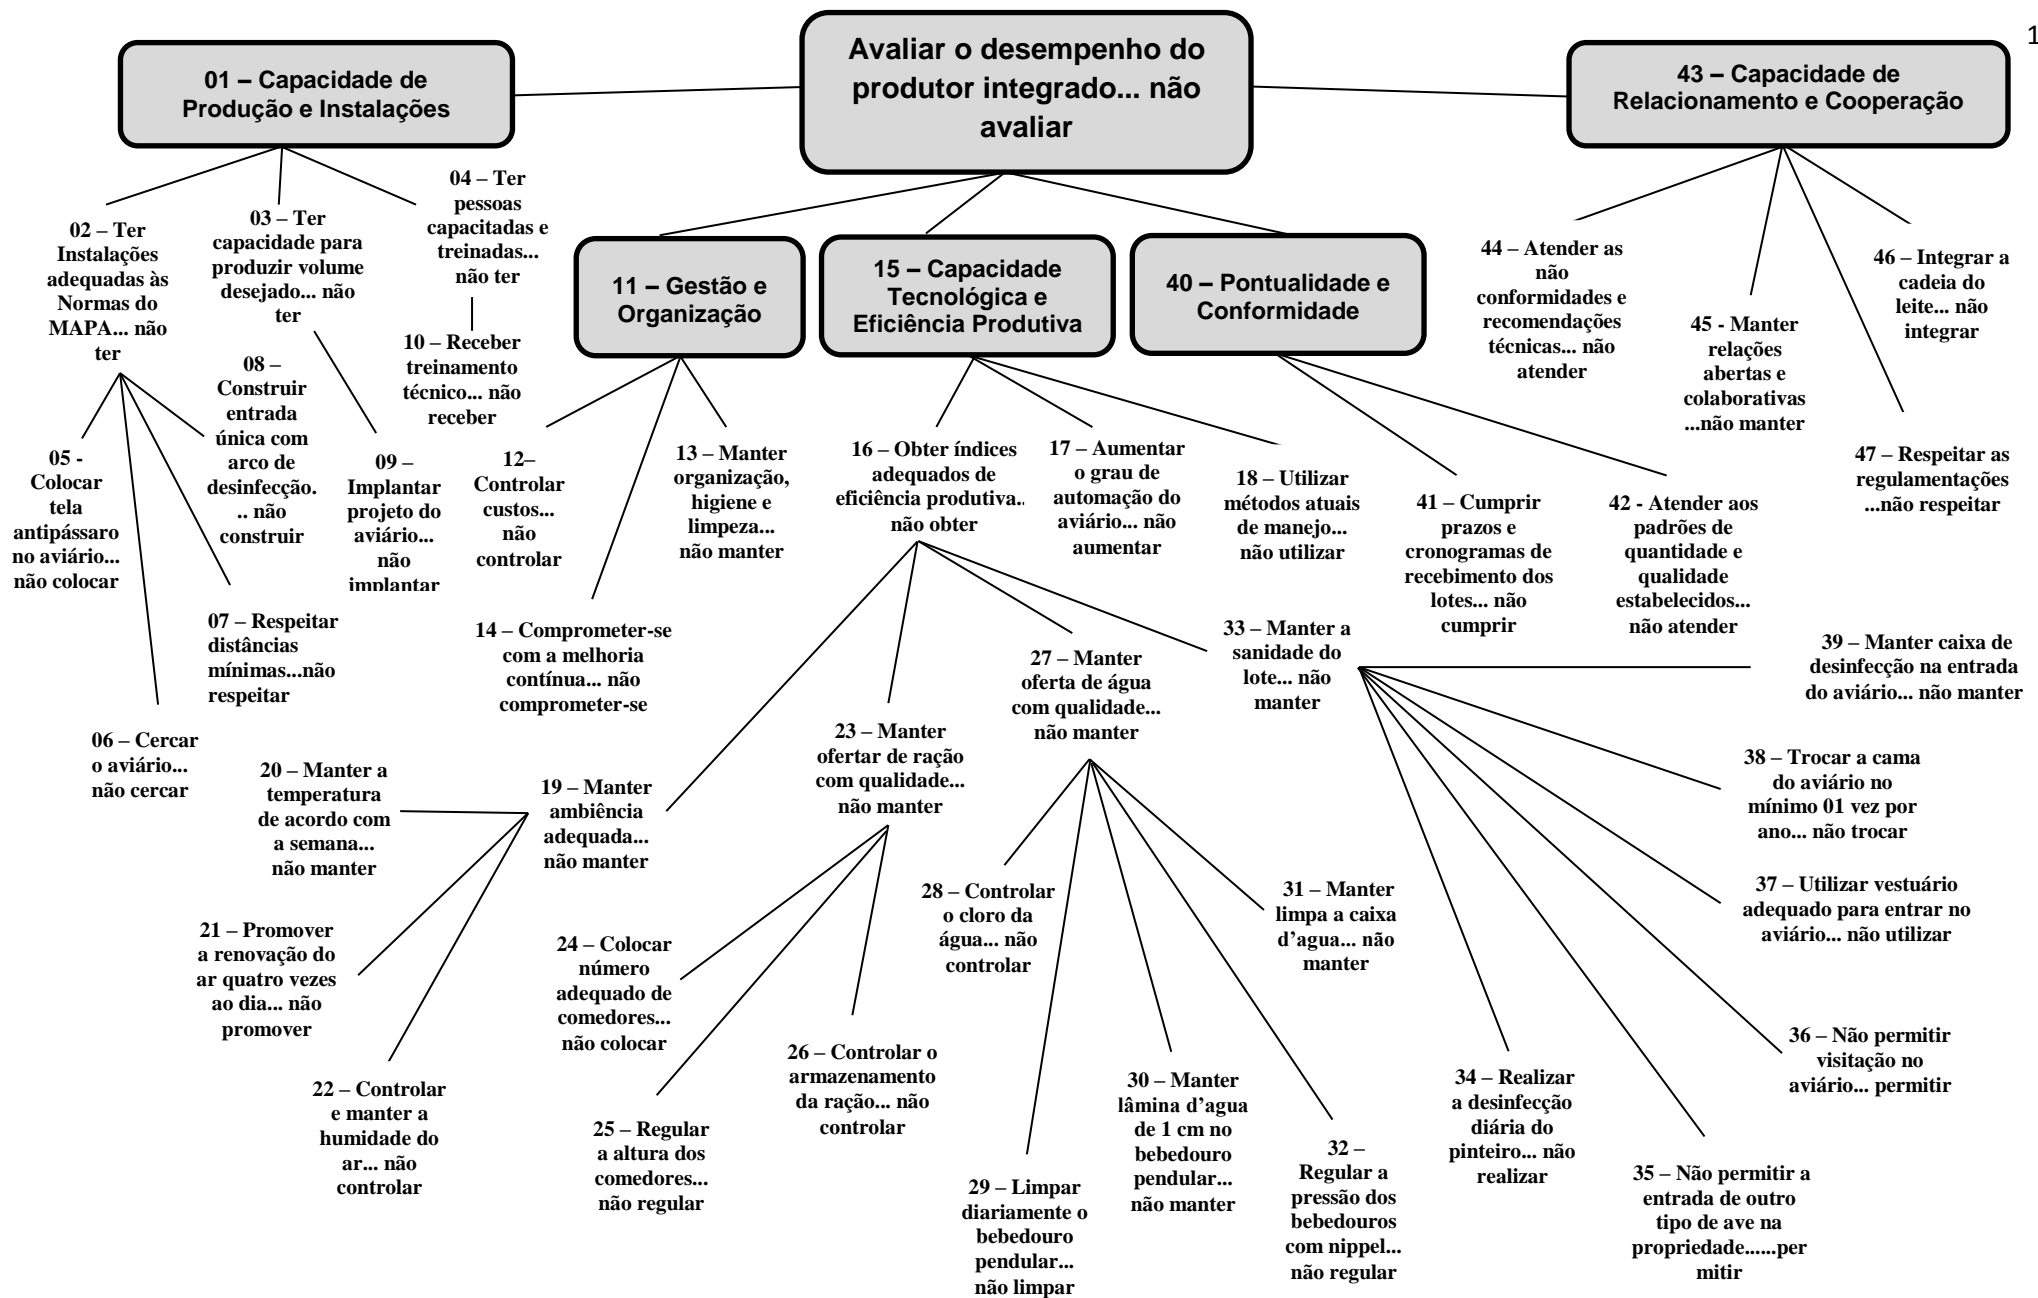 1
Avaliar o desempenho do
produtor integrado... não
avaliar
01 – Capacidade de
Produção e Instalações
43 – Capacidade de
Relacionamento e Cooperação
02 – Ter
Instalações
adequadas às
Normas do
MAPA... não
ter
03 – Ter
capacidade para
produzir volume
desejado... não
ter
04 – Ter
pessoas
capacitadas e
treinadas...
não ter
10 – Receber
treinamento
técnico... não
receber
11 – Gestão e
Organização
15 – Capacidade
Tecnológica e
Eficiência Produtiva
40 – Pontualidade e
Conformidade
44 – Atender as
não
conformidades e
recomendações
técnicas... não
atender
45 - Manter
relações
abertas e
colaborativas
...não manter
46 – Integrar a
cadeia do
leite... não
integrar
47 – Respeitar as
regulamentações
...não respeitar
05 -
Colocar
tela
antipássaro
no aviário...
não colocar
08 –
Construir
entrada
única com
arco de
desinfecção.
.. não
construir
09 –
Implantar
projeto do
aviário...
não
implantar
12–
Controlar
custos...
não
controlar
13 – Manter
organização,
higiene e
limpeza...
não manter
16 – Obter índices
adequados de
eficiência produtiva..
não obter
17 – Aumentar
o grau de
automação do
aviário... não
aumentar
18 – Utilizar
métodos atuais
de manejo...
não utilizar
41 – Cumprir
prazos e
cronogramas de
recebimento dos
lotes... não
cumprir
42 - Atender aos
padrões de
quantidade e
qualidade
estabelecidos...
não atender
07 – Respeitar
distâncias
mínimas...não
respeitar
14 – Comprometer-se
com a melhoria
contínua... não
comprometer-se
06 – Cercar
o aviário...
não cercar
20 – Manter a
temperatura
de acordo com
a semana...
não manter
19 – Manter
ambiência
adequada...
não manter
23 – Manter
ofertar de ração
com qualidade...
não manter
27 – Manter
oferta de água
com qualidade...
não manter
33 – Manter a
sanidade do
lote... não
manter
39 – Manter caixa de
desinfecção na entrada
do aviário... não manter
38 – Trocar a cama
do aviário no
mínimo 01 vez por
ano... não trocar
37 – Utilizar vestuário
adequado para entrar no
aviário... não utilizar
21 – Promover
a renovação do
ar quatro vezes
ao dia... não
promover
22 – Controlar
e manter a
humidade do
ar... não
controlar
24 – Colocar
número
adequado de
comedores...
não colocar
25 – Regular
a altura dos
comedores...
não regular
26 – Controlar o
armazenamento
da ração... não
controlar
28 – Controlar
o cloro da
água... não
controlar
31 – Manter
limpa a caixa
d’agua... não
manter
29 – Limpar
diariamente o
bebedouro
pendular...
não limpar
30 – Manter
lâmina d’agua
de 1 cm no
bebedouro
pendular...
não manter
32 –
Regular a
pressão dos
bebedouros
com nippel...
não regular
34 – Realizar
a desinfecção
diária do
pinteiro... não
realizar
35 – Não permitir a
entrada de outro
tipo de ave na
propriedade......per
mitir
36 – Não permitir
visitação no
aviário... permitir